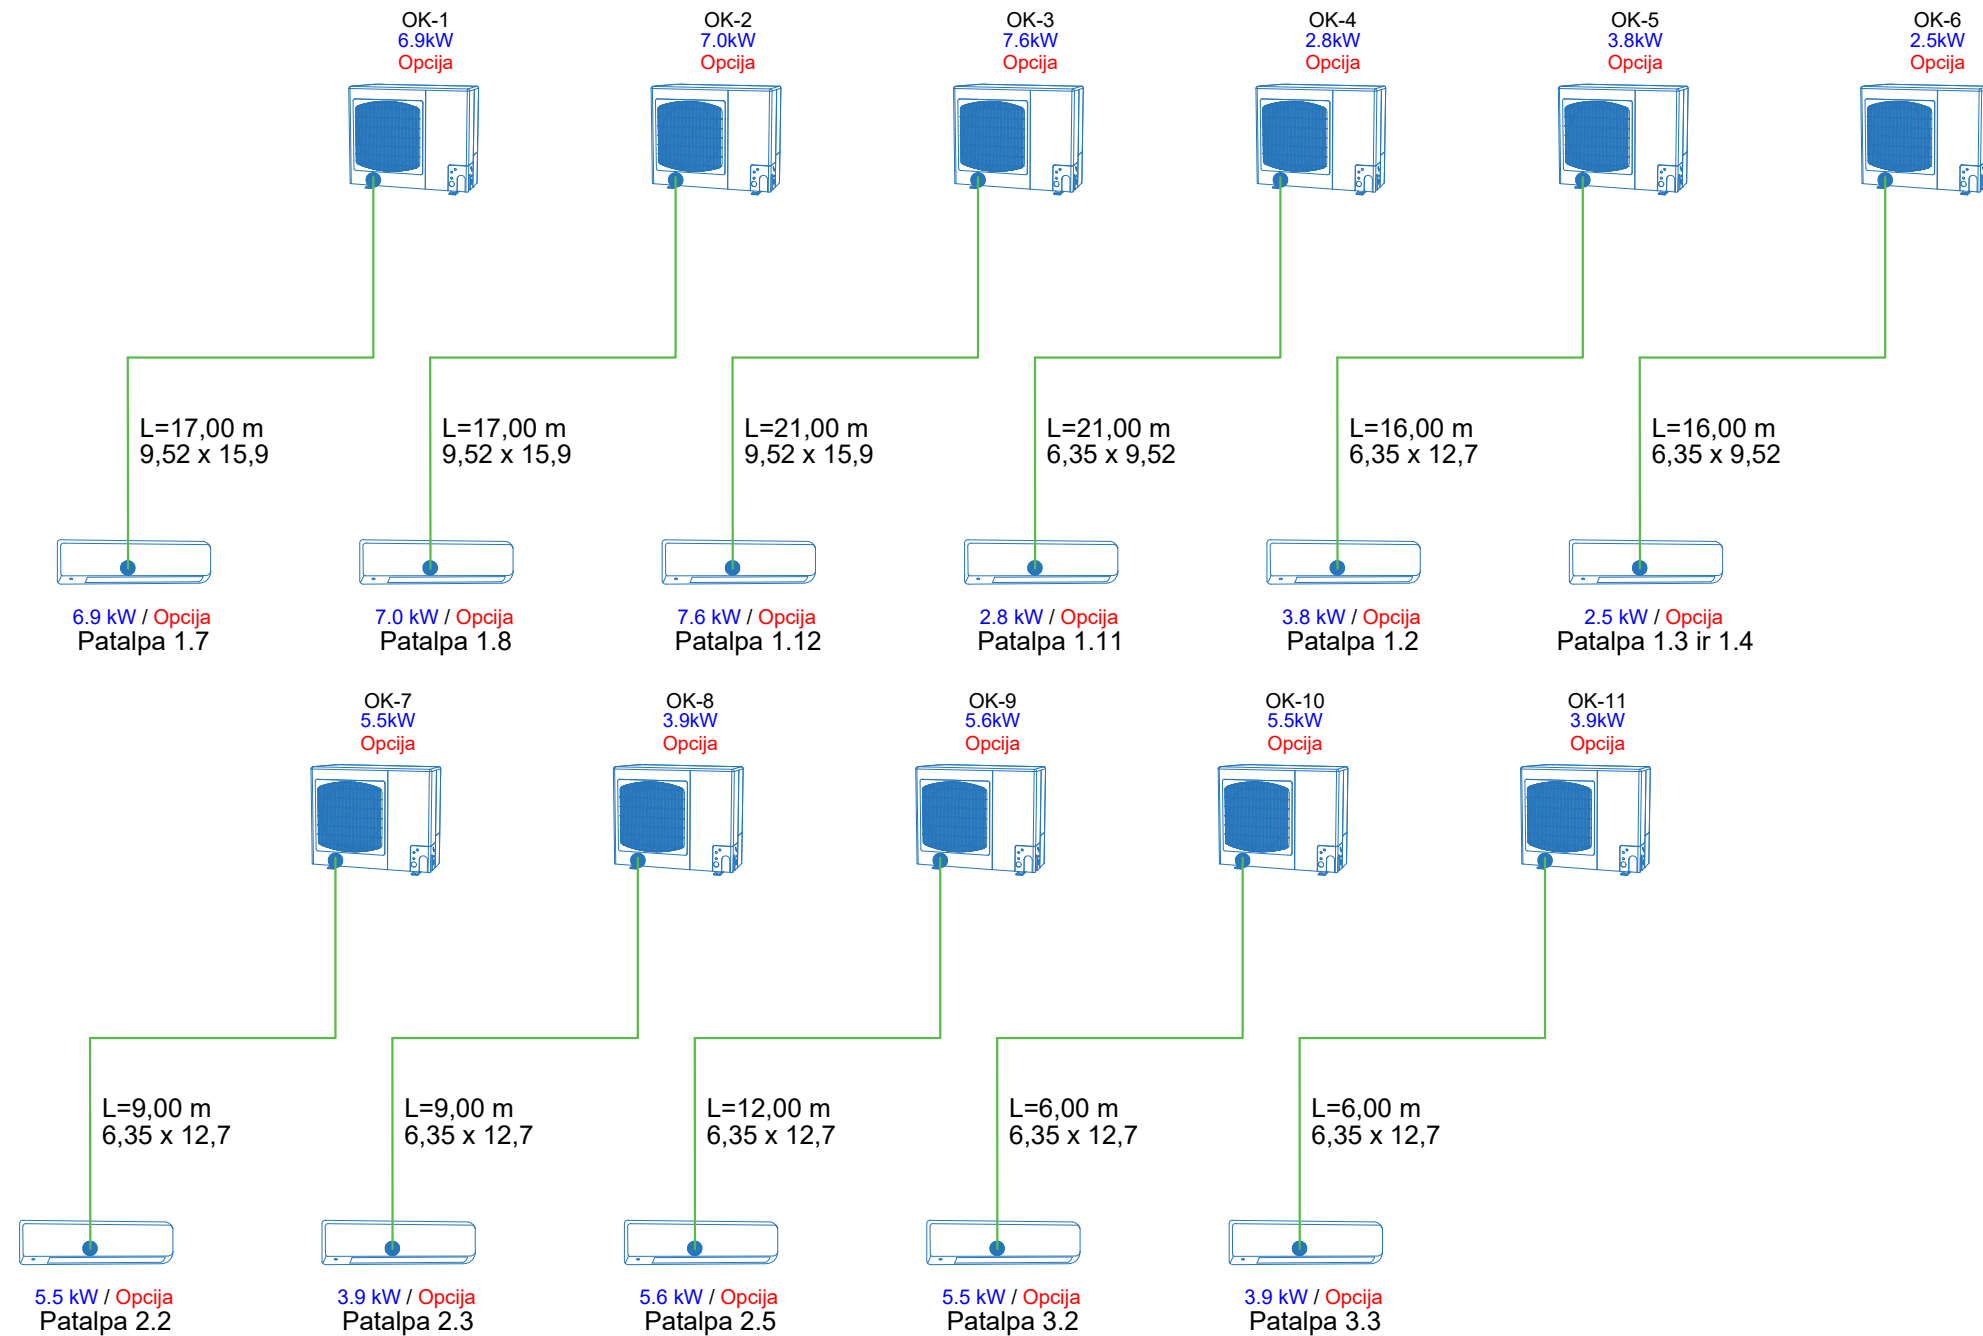 OK-1
6.9kW
Opcija
OK-2
7.0kW
Opcija
OK-3
7.6kW
Opcija
OK-4
2.8kW
Opcija
OK-5
3.8kW
Opcija
OK-6
2.5kW
Opcija
L=17,00 m
9,52 x 15,9
L=17,00 m
9,52 x 15,9
L=21,00 m
9,52 x 15,9
L=21,00 m
6,35 x 9,52
L=16,00 m
6,35 x 12,7
L=16,00 m
6,35 x 9,52
6.9 kW / Opcija
Patalpa 1.7
7.0 kW / Opcija
Patalpa 1.8
7.6 kW / Opcija
Patalpa 1.12
2.8 kW / Opcija
Patalpa 1.11
3.8 kW / Opcija
Patalpa 1.2
2.5 kW / Opcija
Patalpa 1.3 ir 1.4
OK-7
5.5kW
Opcija
OK-8
3.9kW
Opcija
OK-9
5.6kW
Opcija
OK-10
5.5kW
Opcija
OK-11
3.9kW
Opcija
L=9,00 m
6,35 x 12,7
L=9,00 m
6,35 x 12,7
L=12,00 m
6,35 x 12,7
L=6,00 m
6,35 x 12,7
L=6,00 m
6,35 x 12,7
5.5 kW / Opcija
Patalpa 2.2
3.9 kW / Opcija
Patalpa 2.3
5.6 kW / Opcija
Patalpa 2.5
5.5 kW / Opcija
Patalpa 3.2
3.9 kW / Opcija
Patalpa 3.3